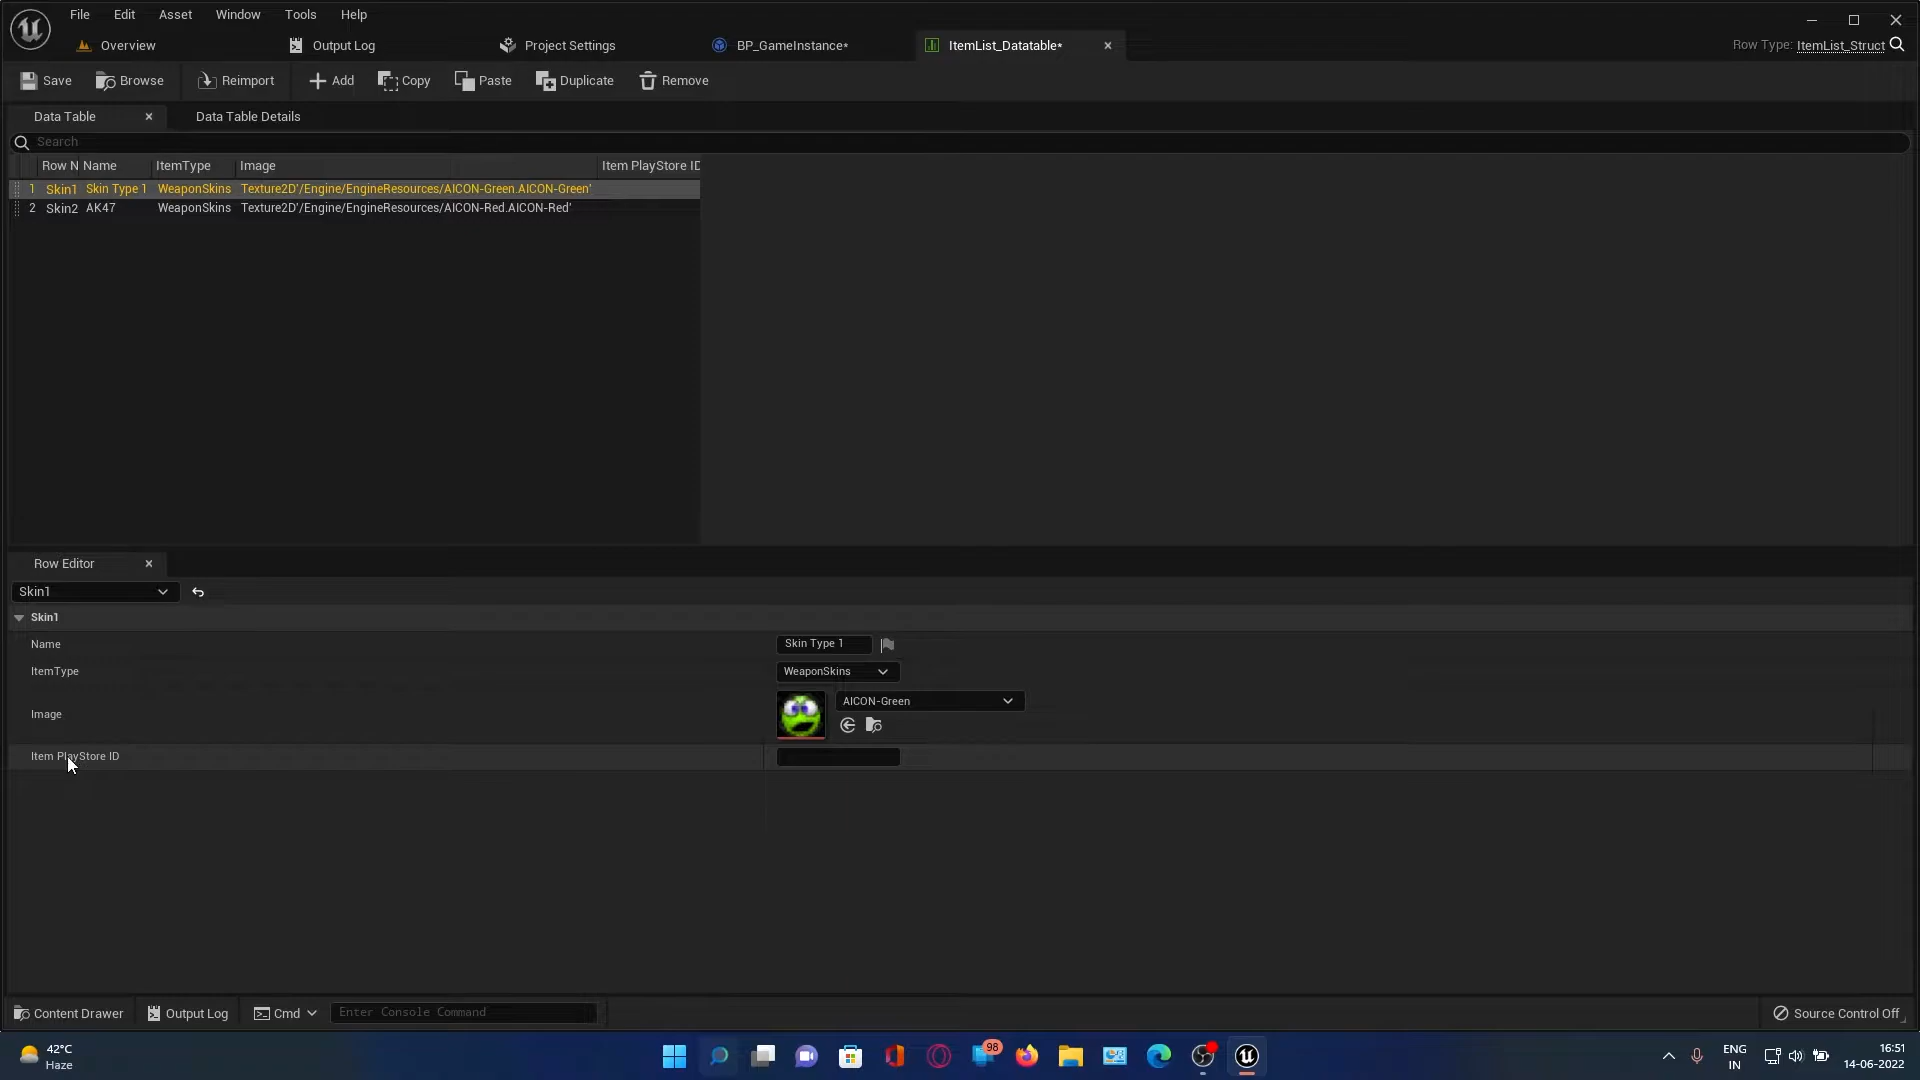 File Edit Asset Window Tools Help
Overview Output Log Project Settings BP_GameInstance* ItemList_Datatable* Row Type: ItemList_Struct
Save Browse Reimport Add Copy Paste Duplicate Remove
Data Table Data Table Details
Search
Row N Name ItemType Image Item PlayStore ID
1 Skin1 Skin Type 1 WeaponSkins Texture2D'/Engine/EngineResources/AICON-Green.AICON-Green'
2 Skin2 AK47 WeaponSkins Texture2D'/Engine/EngineResources/AICON-Red.AICON-Red'
Row Editor
Skin1
Skin1
Name Skin Type 1
ItemType WeaponSkins
Image AICON-Green
Item PlayStore ID
Content Drawer Output Log Cmd Enter Console Command Source Control Off
42°C
Haze
98
ENG
IN
16:51
14-06-2022